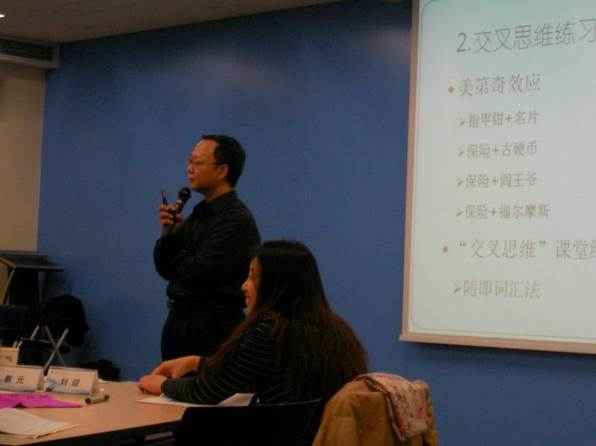 2.交叉思维练习
美第奇效应
指甲钳+名片
保险+古硬币
保险+阎王爷
保险+福尔摩斯
“交叉思维”课堂练
随即词汇法
刘迎